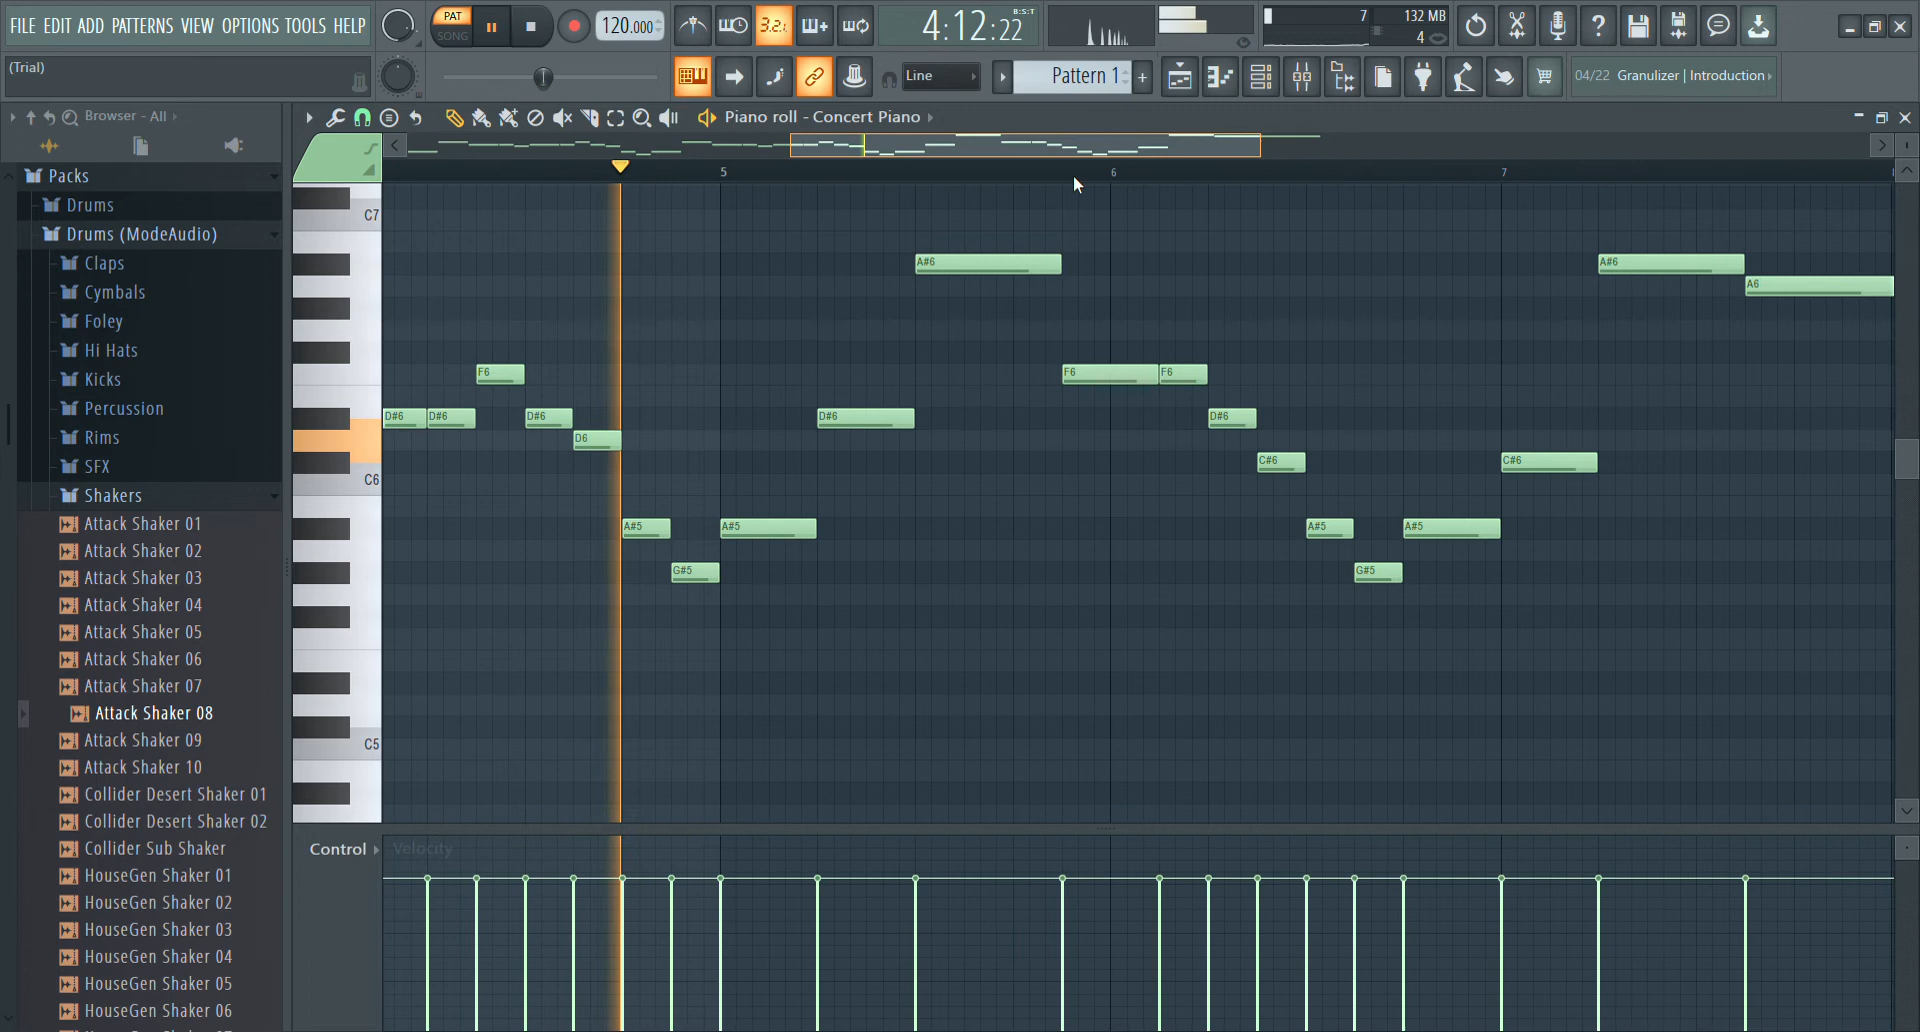 FILE EDIT ADD PATTERNS VIEW OPTIONS TOOLS HELP
PAT
SONG
120.000
3.2.1
4:12:22
B:S:T
7
132 MB
4
(Trial)
Line
Pattern 1
04/22 Granulizer | Introduction
Browser - All
Piano roll - Concert Piano
Packs
Drums
Drums (ModeAudio)
Claps
Cymbals
Foley
Hi Hats
Kicks
Percussion
Rims
SFX
Shakers
Attack Shaker 01
Attack Shaker 02
Attack Shaker 03
Attack Shaker 04
Attack Shaker 05
Attack Shaker 06
Attack Shaker 07
Attack Shaker 08
Attack Shaker 09
Attack Shaker 10
Collider Desert Shaker 01
Collider Desert Shaker 02
Collider Sub Shaker
HouseGen Shaker 01
HouseGen Shaker 02
HouseGen Shaker 03
HouseGen Shaker 04
HouseGen Shaker 05
HouseGen Shaker 06
5 6 7
C7
A#6 A#6
A6
F6 F6 F6
D#6 D#6 D#6 D#6 D#6
D6
C#6 C#6
C6
A#5 A#5 A#5 A#5
G#5 G#5
C5
Control Velocity